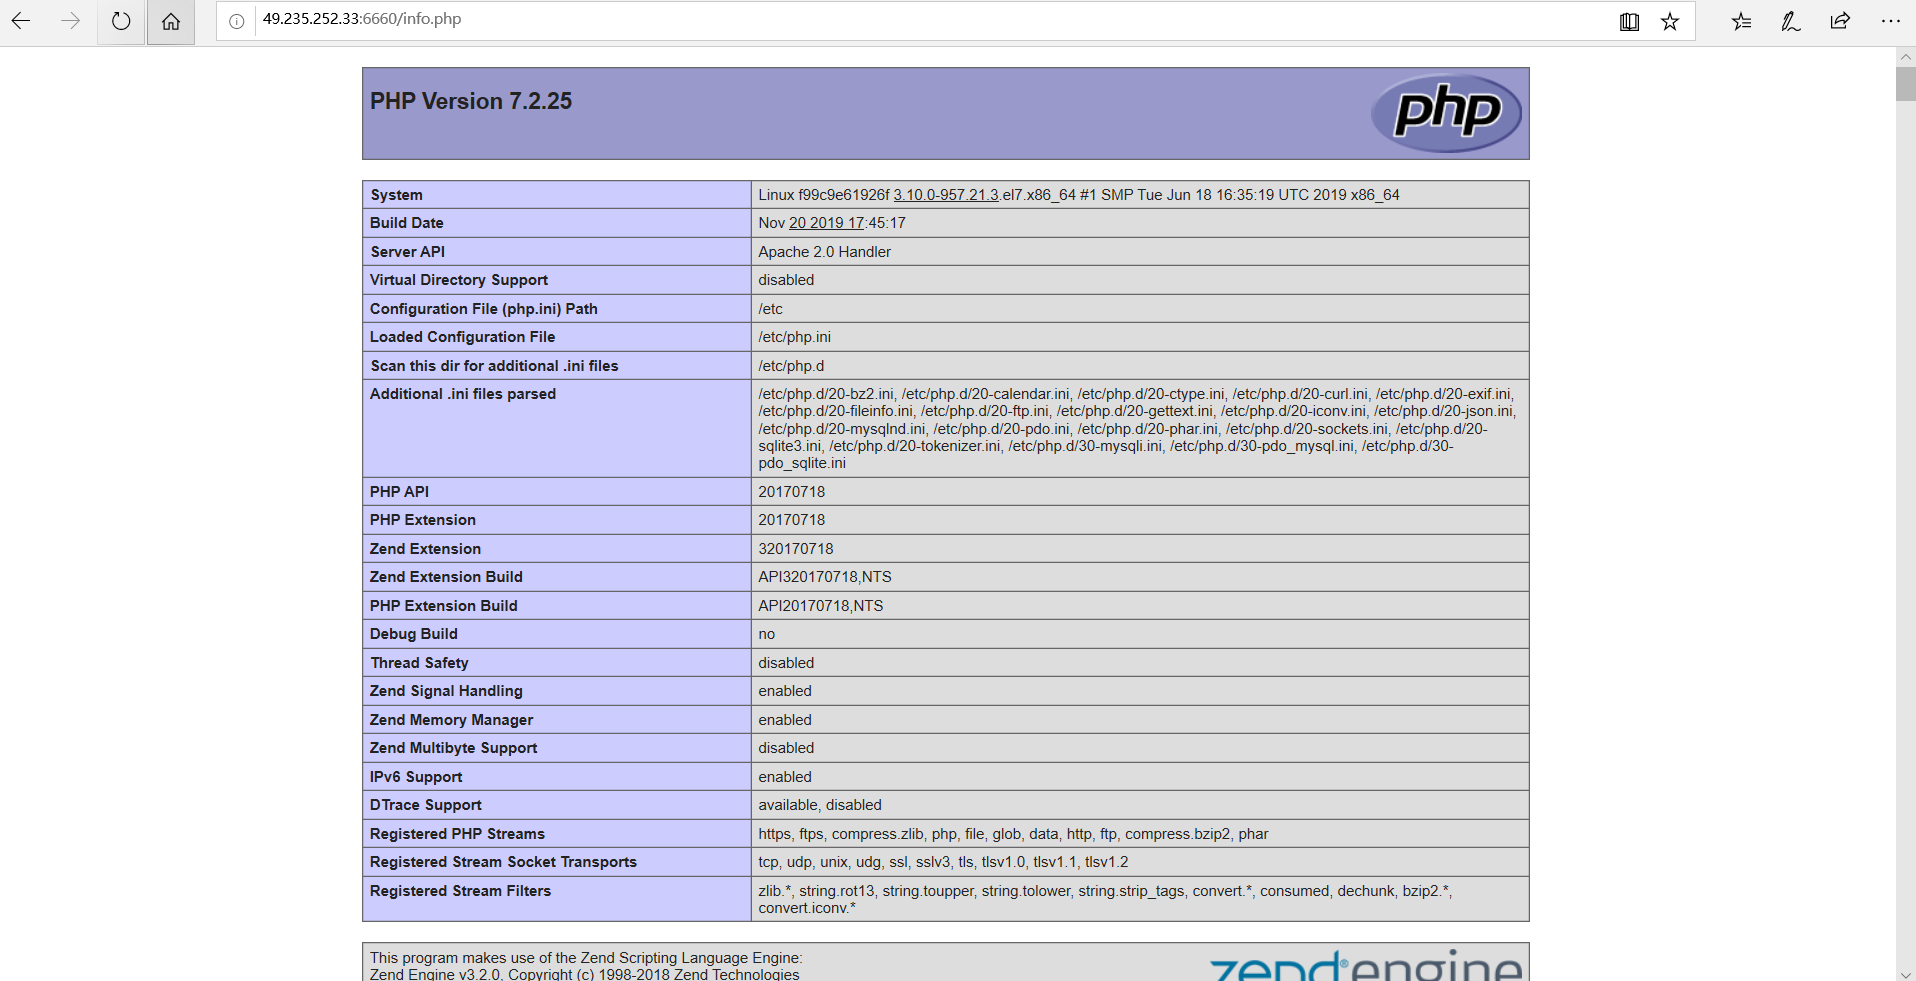 49.235.252.33:6660/info.php
PHP Version 7.2.25
php
System Linux f99c9e61926f 3.10.0-957.21.3.el7.x86_64 #1 SMP Tue Jun 18 16:35:19 UTC 2019 x86_64
Build Date Nov 20 2019 17:45:17
Server API Apache 2.0 Handler
Virtual Directory Support disabled
Configuration File (php.ini) Path /etc
Loaded Configuration File /etc/php.ini
Scan this dir for additional .ini files /etc/php.d
Additional .ini files parsed /etc/php.d/20-bz2.ini, /etc/php.d/20-calendar.ini, /etc/php.d/20-ctype.ini, /etc/php.d/20-curl.ini, /etc/php.d/20-exif.ini,
/etc/php.d/20-fileinfo.ini, /etc/php.d/20-ftp.ini, /etc/php.d/20-gettext.ini, /etc/php.d/20-iconv.ini, /etc/php.d/20-json.ini,
/etc/php.d/20-mysqlnd.ini, /etc/php.d/20-pdo.ini, /etc/php.d/20-phar.ini, /etc/php.d/20-sockets.ini, /etc/php.d/20-
sqlite3.ini, /etc/php.d/20-tokenizer.ini, /etc/php.d/30-mysqli.ini, /etc/php.d/30-pdo_mysql.ini, /etc/php.d/30-
pdo_sqlite.ini
PHP API 20170718
PHP Extension 20170718
Zend Extension 320170718
Zend Extension Build API320170718,NTS
PHP Extension Build API20170718,NTS
Debug Build no
Thread Safety disabled
Zend Signal Handling enabled
Zend Memory Manager enabled
Zend Multibyte Support disabled
IPv6 Support enabled
DTrace Support available, disabled
Registered PHP Streams https, ftps, compress.zlib, php, file, glob, data, http, ftp, compress.bzip2, phar
Registered Stream Socket Transports tcp, udp, unix, udg, ssl, sslv3, tls, tlsv1.0, tlsv1.1, tlsv1.2
Registered Stream Filters zlib.*, string.rot13, string.toupper, string.tolower, string.strip_tags, convert.*, consumed, dechunk, bzip2.*,
convert.iconv.*
This program makes use of the Zend Scripting Language Engine:
Zend Engine v3.2.0, Copyright (c) 1998-2018 Zend Technologies
zend®engine